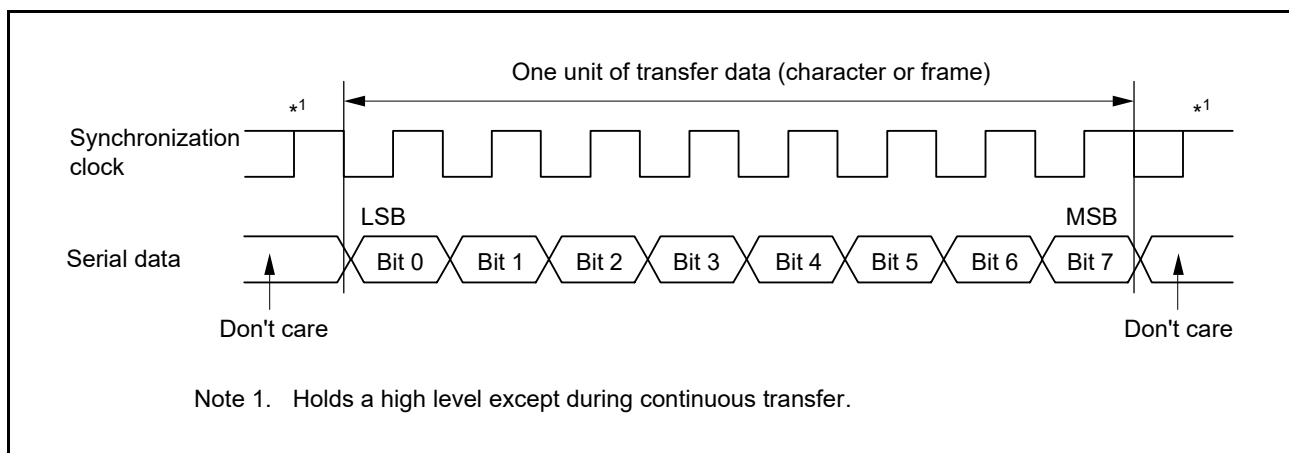 One unit of transfer data (character or frame)
*1 *1
Synchronization
clock
LSB MSB
Serial data Bit 0 Bit 1 Bit 2 Bit 3 Bit 4 Bit 5 Bit 6 Bit 7
Don't care Don't care
Note 1. Holds a high level except during continuous transfer.